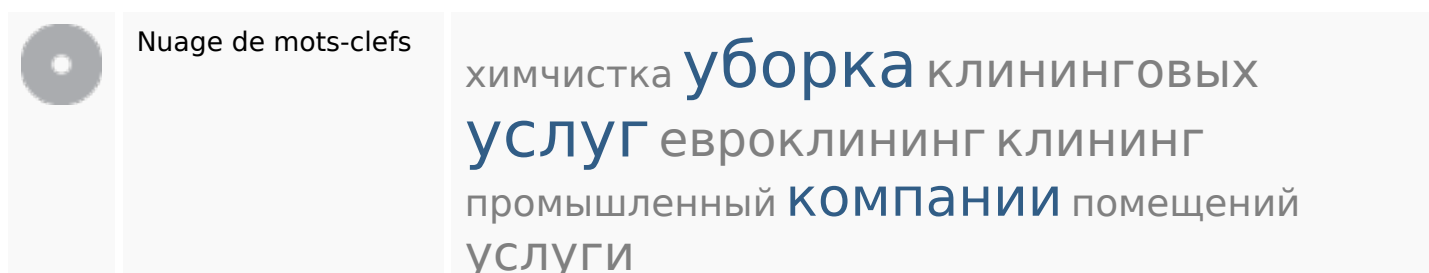 Nuage de mots-clefs
химчистка уборка клининговых
услуг евроклининг клининг
промышленный компании помещений
услуги